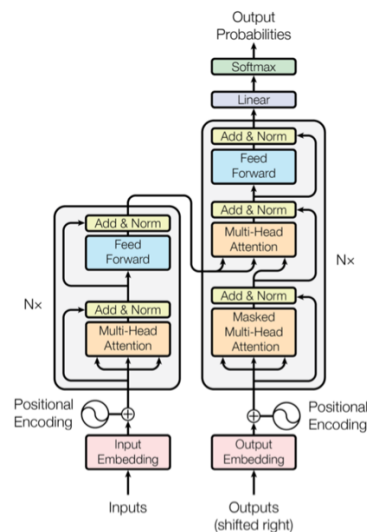 Output
Probabilities
Softmax
Linear
Add & Norm
Feed
Forward
Add & Norm
Multi-Head
Attention
Add & Norm
Masked
Multi-Head
Attention
N×
Positional
Encoding
Output
Embedding
Outputs
(shifted right)
Add & Norm
Feed
Forward
N×
Add & Norm
Multi-Head
Attention
Positional
Encoding
Input
Embedding
Inputs